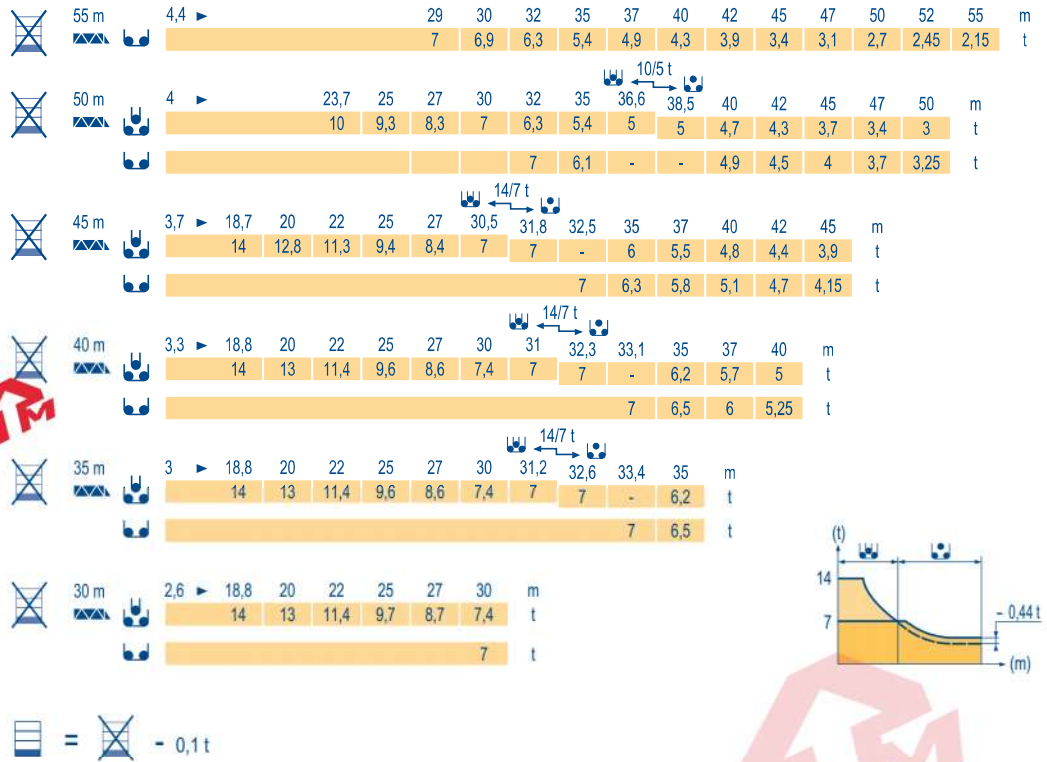 55 m 4,4 ► 29 30 32 35 37 40 42 45 47 50 52 55 m
7 6,9 6,3 5,4 4,9 4,3 3,9 3,4 3,1 2,7 2,45 2,15 t
10/5 t
50 m 4 ► 23,7 25 27 30 32 35 36,6 38,5 40 42 45 47 50 m
10 9,3 8,3 7 6,3 5,4 5 5 4,7 4,3 3,7 3,4 3 t
7 6,1 - - 4,9 4,5 4 3,7 3,25 t
14/7 t
45 m 3,7 ► 18,7 20 22 25 27 30,5 31,8 32,5 35 37 40 42 45 m
14 12,8 11,3 9,4 8,4 7 7 - 6 5,5 4,8 4,4 3,9 t
7 6,3 5,8 5,1 4,7 4,15 t
14/7 t
40 m 3,3 ► 18,8 20 22 25 27 30 31 32,3 33,1 35 37 40 m
14 13 11,4 9,6 8,6 7,4 7 7 - 6,2 5,7 5 t
7 6,5 6 5,25 t
14/7 t
35 m 3 ► 18,8 20 22 25 27 30 31,2 32,6 33,4 35 m
14 13 11,4 9,6 8,6 7,4 7 7 - 6,2 t
7 6,5 t
30 m 2,6 ► 18,8 20 22 25 27 30 m
14 13 11,4 9,7 8,7 7,4 t
7 t
(t)
14
7
- 0,44 t
(m)
= - 0,1 t
M
M